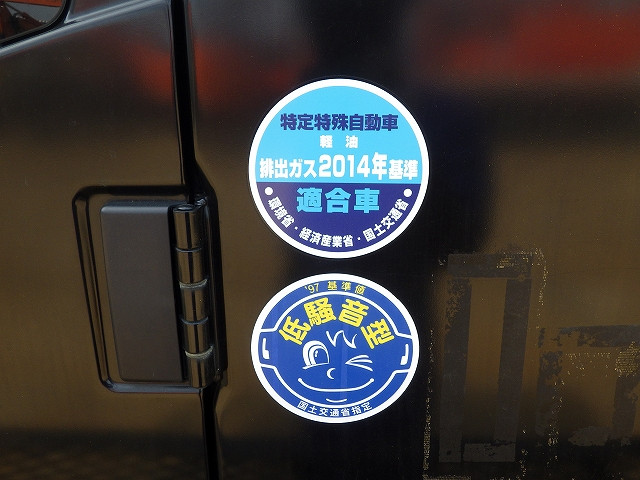 特定特殊自動車
軽油
排出ガス2014年基準
適合車
・環境省・経済産業省・国土交通省・
'97 基準値
低騒音型
国土交通省指定